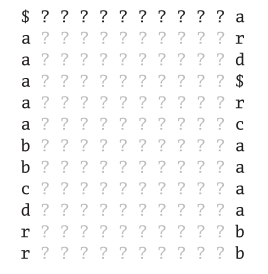 $ ? ? ? ? ? ? ? ? ? ? a
a ? ? ? ? ? ? ? ? ? ? r
a ? ? ? ? ? ? ? ? ? ? d
a ? ? ? ? ? ? ? ? ? ? $
a ? ? ? ? ? ? ? ? ? ? r
a ? ? ? ? ? ? ? ? ? ? c
b ? ? ? ? ? ? ? ? ? ? a
b ? ? ? ? ? ? ? ? ? ? a
c ? ? ? ? ? ? ? ? ? ? a
d ? ? ? ? ? ? ? ? ? ? a
r ? ? ? ? ? ? ? ? ? ? b
r ? ? ? ? ? ? ? ? ? ? b